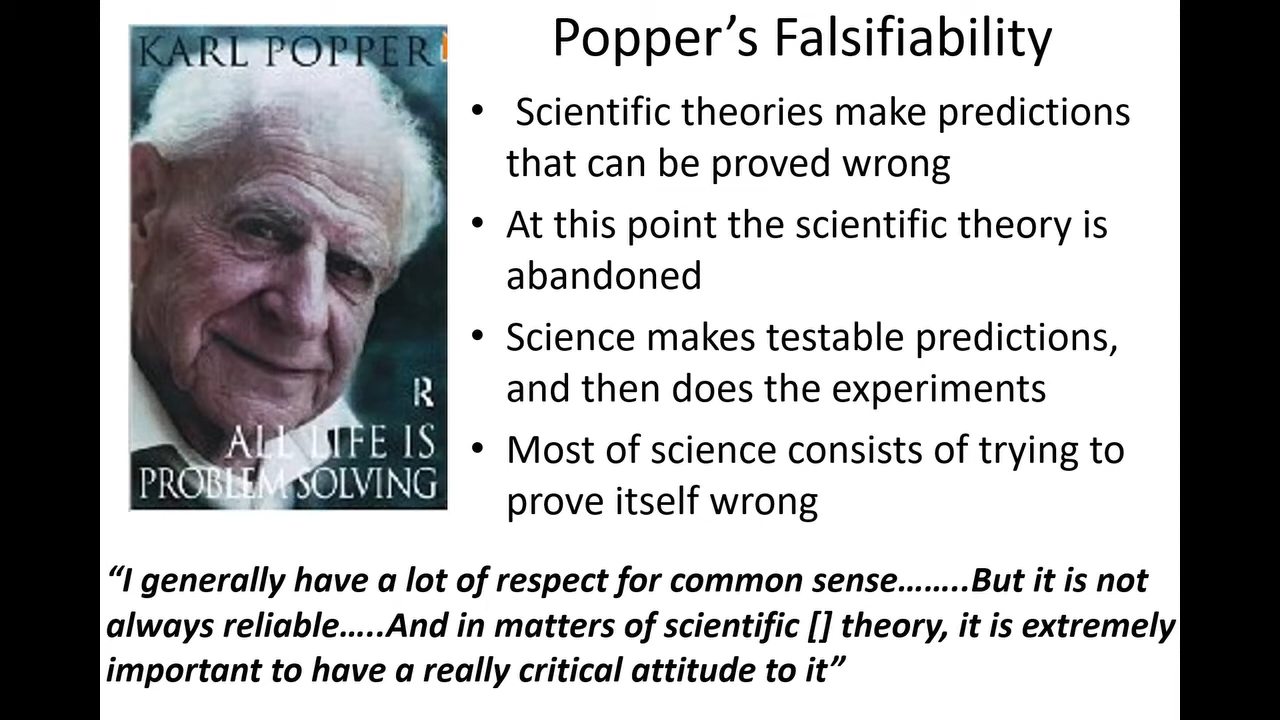 KARL POPPER
ALL LIFE IS
PROBLEM SOLVING
R
Popper’s Falsifiability
• Scientific theories make predictions
that can be proved wrong
• At this point the scientific theory is
abandoned
• Science makes testable predictions,
and then does the experiments
• Most of science consists of trying to
prove itself wrong
“I generally have a lot of respect for common sense……..But it is not
always reliable…..And in matters of scientific [] theory, it is extremely
important to have a really critical attitude to it”